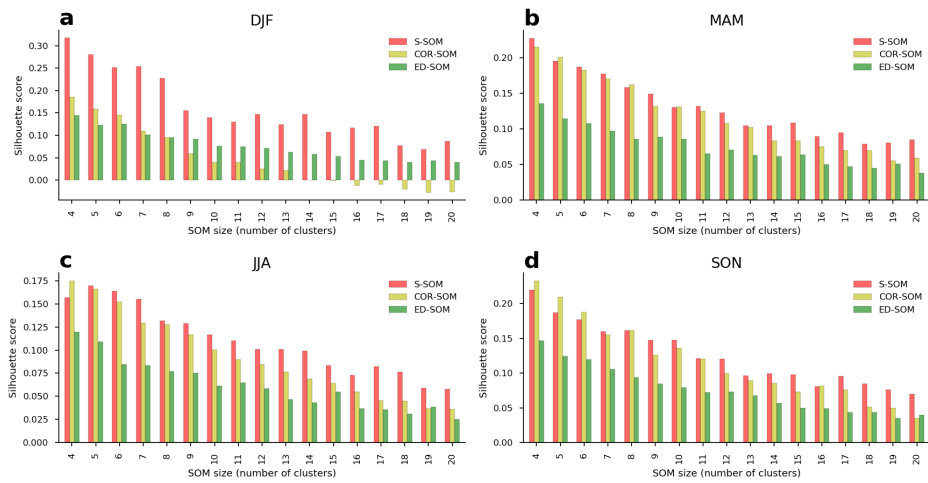 a
DJF
Silhouette score
0.30
0.25
0.20
0.15
0.10
0.05
0.00
4 5 6 7 8 9 10 11 12 13 14 15 16 17 18 19 20
SOM size (number of clusters)
S-SOM
COR-SOM
ED-SOM
b
MAM
Silhouette score
0.20
0.15
0.10
0.05
0.00
4 5 6 7 8 9 10 11 12 13 14 15 16 17 18 19 20
SOM size (number of clusters)
S-SOM
COR-SOM
ED-SOM
c
JJA
Silhouette score
0.175
0.150
0.125
0.100
0.075
0.050
0.025
0.000
4 5 6 7 8 9 10 11 12 13 14 15 16 17 18 19 20
SOM size (number of clusters)
S-SOM
COR-SOM
ED-SOM
d
SON
Silhouette score
0.20
0.15
0.10
0.05
0.00
4 5 6 7 8 9 10 11 12 13 14 15 16 17 18 19 20
SOM size (number of clusters)
S-SOM
COR-SOM
ED-SOM